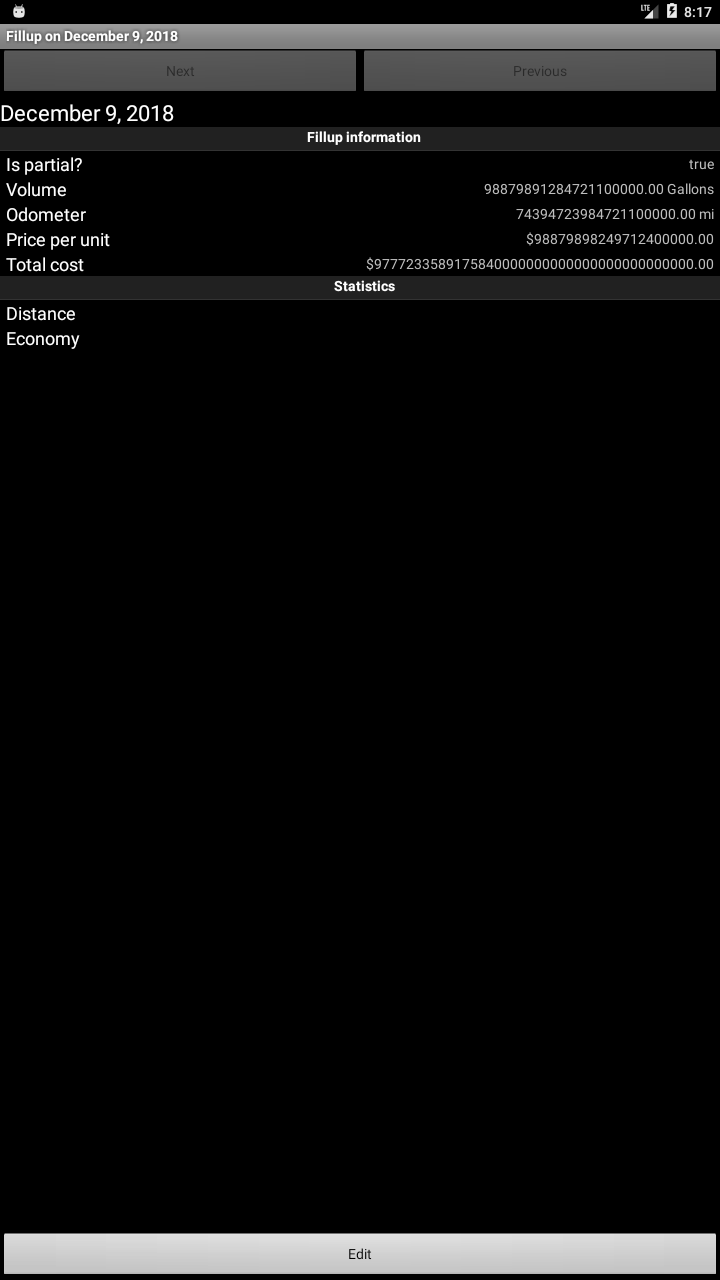 LTE 8:17
Fillup on December 9, 2018
Next Previous
December 9, 2018
Fillup information
Is partial? true
Volume 98879891284721100000.00 Gallons
Odometer 74394723984721100000.00 mi
Price per unit $98879898249712400000.00
Total cost $9777233589175840000000000000000000000000.00
Statistics
Distance
Economy
Edit